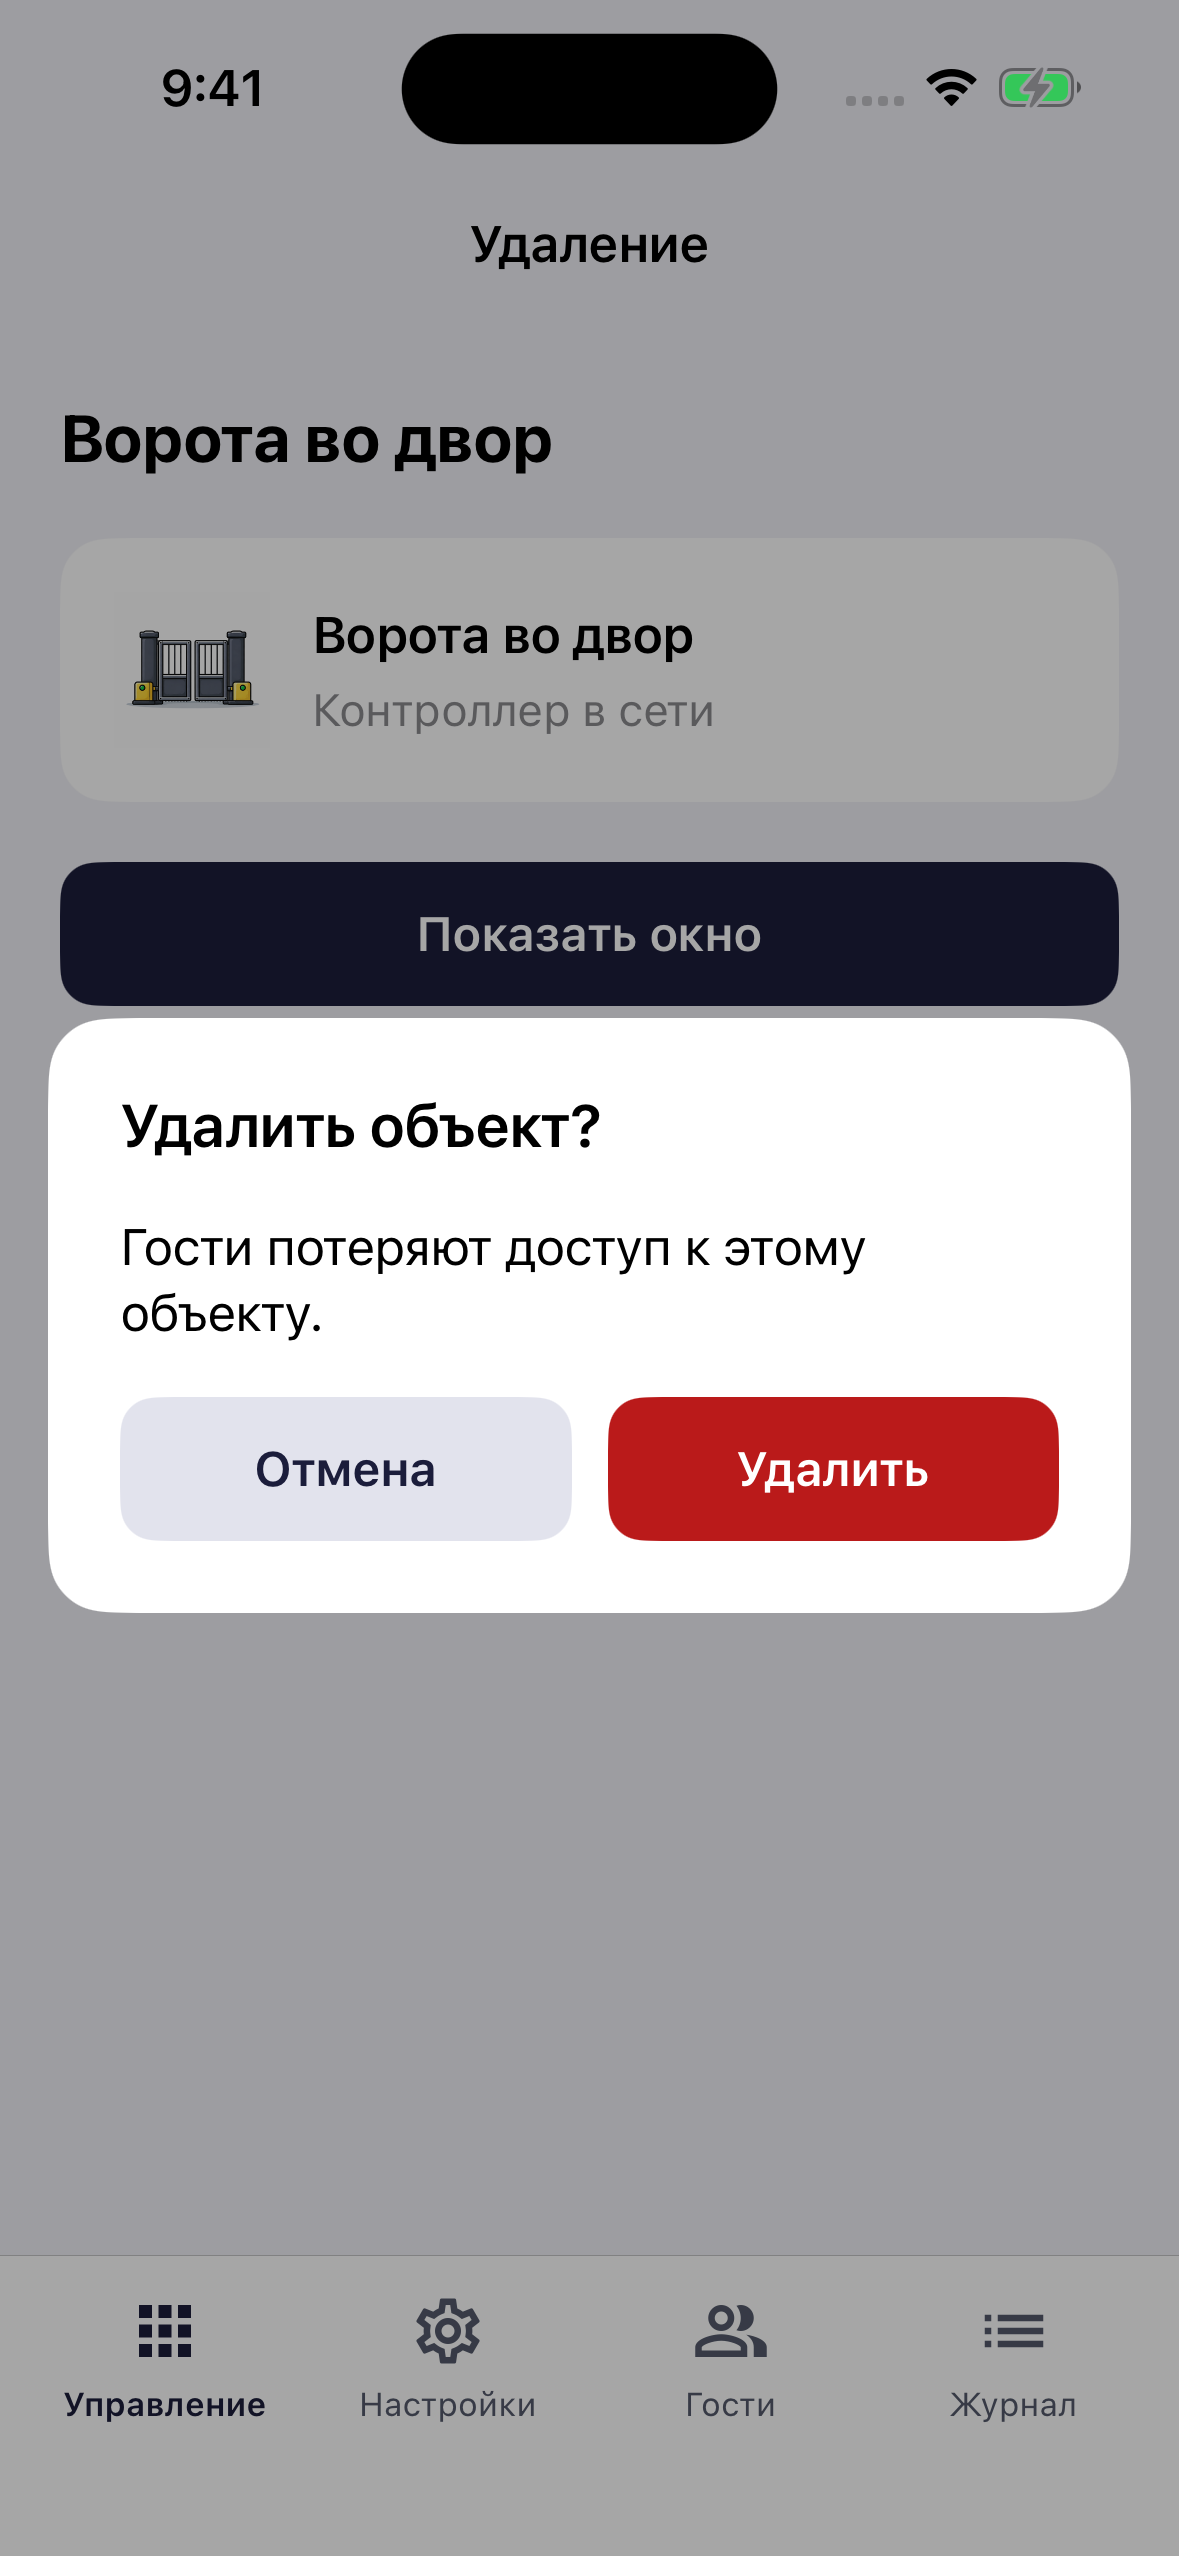 9:41
Удаление
Ворота во двор
Ворота во двор
Контроллер в сети
Показать окно
Удалить объект?
Гости потеряют доступ к этому
объекту.
Отмена
Удалить
Управление
Настройки
Гости
Журнал